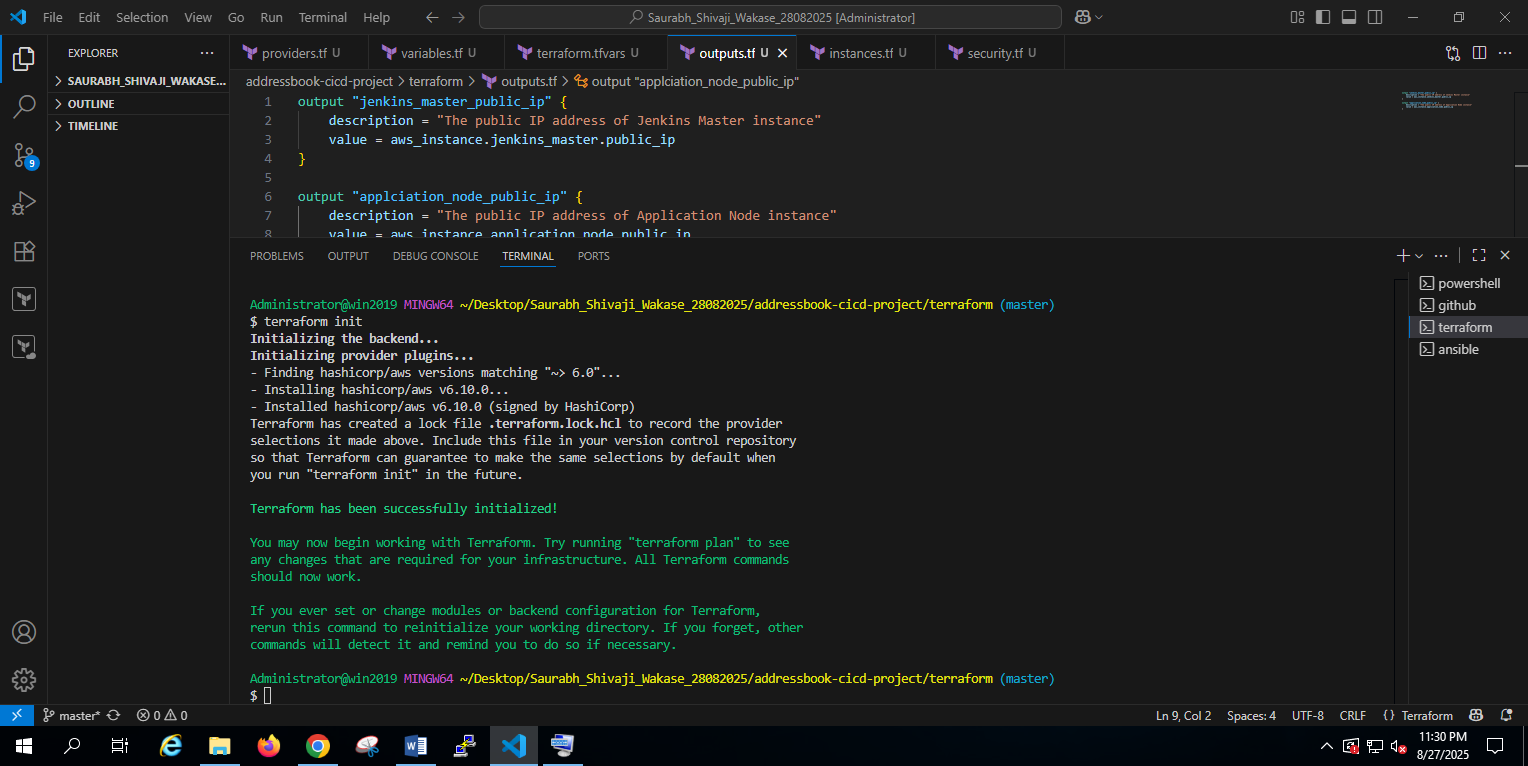 File Edit Selection View Go Run Terminal Help
Saurabh_Shivaji_Wakase_28082025 [Administrator]
EXPLORER
SAURABH_SHIVAJI_WAKASE...
OUTLINE
TIMELINE
9
providers.tf U
variables.tf U
terraform.tfvars U
outputs.tf U
instances.tf U
security.tf U
addressbook-cicd-project > terraform > outputs.tf > output "applciation_node_public_ip"
1 output "jenkins_master_public_ip" {
2 description = "The public IP address of Jenkins Master instance"
3 value = aws_instance.jenkins_master.public_ip
4 }
5
6 output "applciation_node_public_ip" {
7 description = "The public IP address of Application Node instance"
8 value = aws_instance.application_node.public_ip
PROBLEMS OUTPUT DEBUG CONSOLE TERMINAL PORTS
powershell
github
terraform
ansible
Administrator@win2019 MINGW64 ~/Desktop/Saurabh_Shivaji_Wakase_28082025/addressbook-cicd-project/terraform (master)
$ terraform init
Initializing the backend...
Initializing provider plugins...
- Finding hashicorp/aws versions matching "~> 6.0"...
- Installing hashicorp/aws v6.10.0...
- Installed hashicorp/aws v6.10.0 (signed by HashiCorp)
Terraform has created a lock file .terraform.lock.hcl to record the provider
selections it made above. Include this file in your version control repository
so that Terraform can guarantee to make the same selections by default when
you run "terraform init" in the future.
Terraform has been successfully initialized!
You may now begin working with Terraform. Try running "terraform plan" to see
any changes that are required for your infrastructure. All Terraform commands
should now work.
If you ever set or change modules or backend configuration for Terraform,
rerun this command to reinitialize your working directory. If you forget, other
commands will detect it and remind you to do so if necessary.
Administrator@win2019 MINGW64 ~/Desktop/Saurabh_Shivaji_Wakase_28082025/addressbook-cicd-project/terraform (master)
$
master* 0 0
Ln 9, Col 2 Spaces: 4 UTF-8 CRLF {} Terraform
11:30 PM
8/27/2025